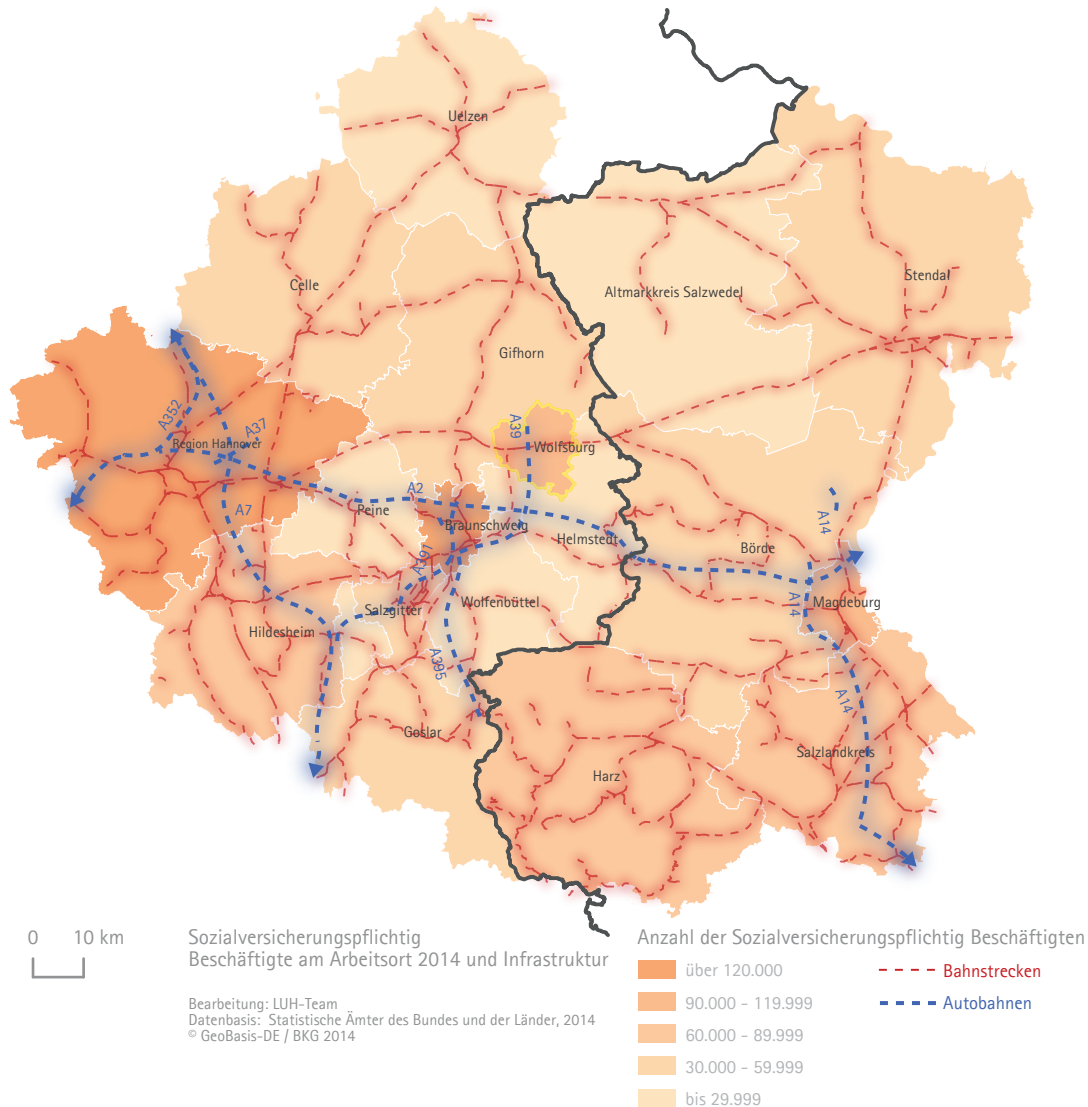 Uelzen
Celle
Altmarkkreis Salzwedel
Stendal
Gifhorn
A352
A37
Region Hannover
A39
Wolfsburg
A7
A2
Peine
Braunschweig
Helmstedt
Börde
A14
A391
Salzgitter
Wolfenbüttel
A14
Magdeburg
Hildesheim
A395
A14
Goslar
Harz
Salzlandkreis
0 10 km
Sozialversicherungspflichtig
Beschäftigte am Arbeitsort 2014 und Infrastruktur
Bearbeitung: LUH-Team
Datenbasis: Statistische Ämter des Bundes und der Länder, 2014
© GeoBasis-DE / BKG 2014
Anzahl der Sozialversicherungspflichtig Beschäftigten
über 120.000
90.000 - 119.999
60.000 - 89.999
30.000 - 59.999
bis 29.999
Bahnstrecken
Autobahnen